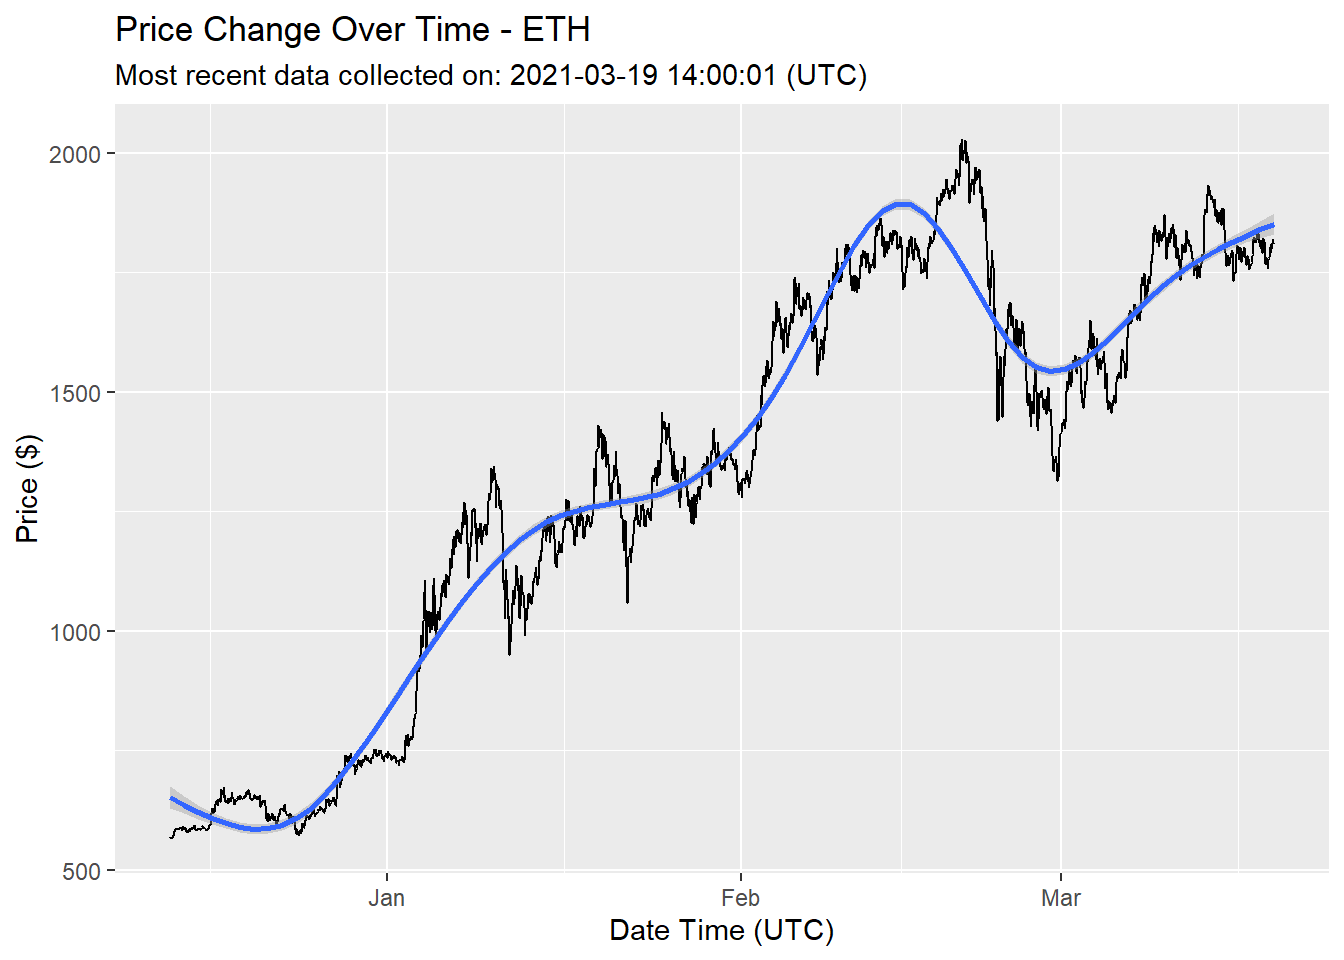 Price Change Over Time - ETH
Most recent data collected on: 2021-03-19 14:00:01 (UTC)
2000
1500
1000
500
Price ($)
Jan
Feb
Mar
Date Time (UTC)